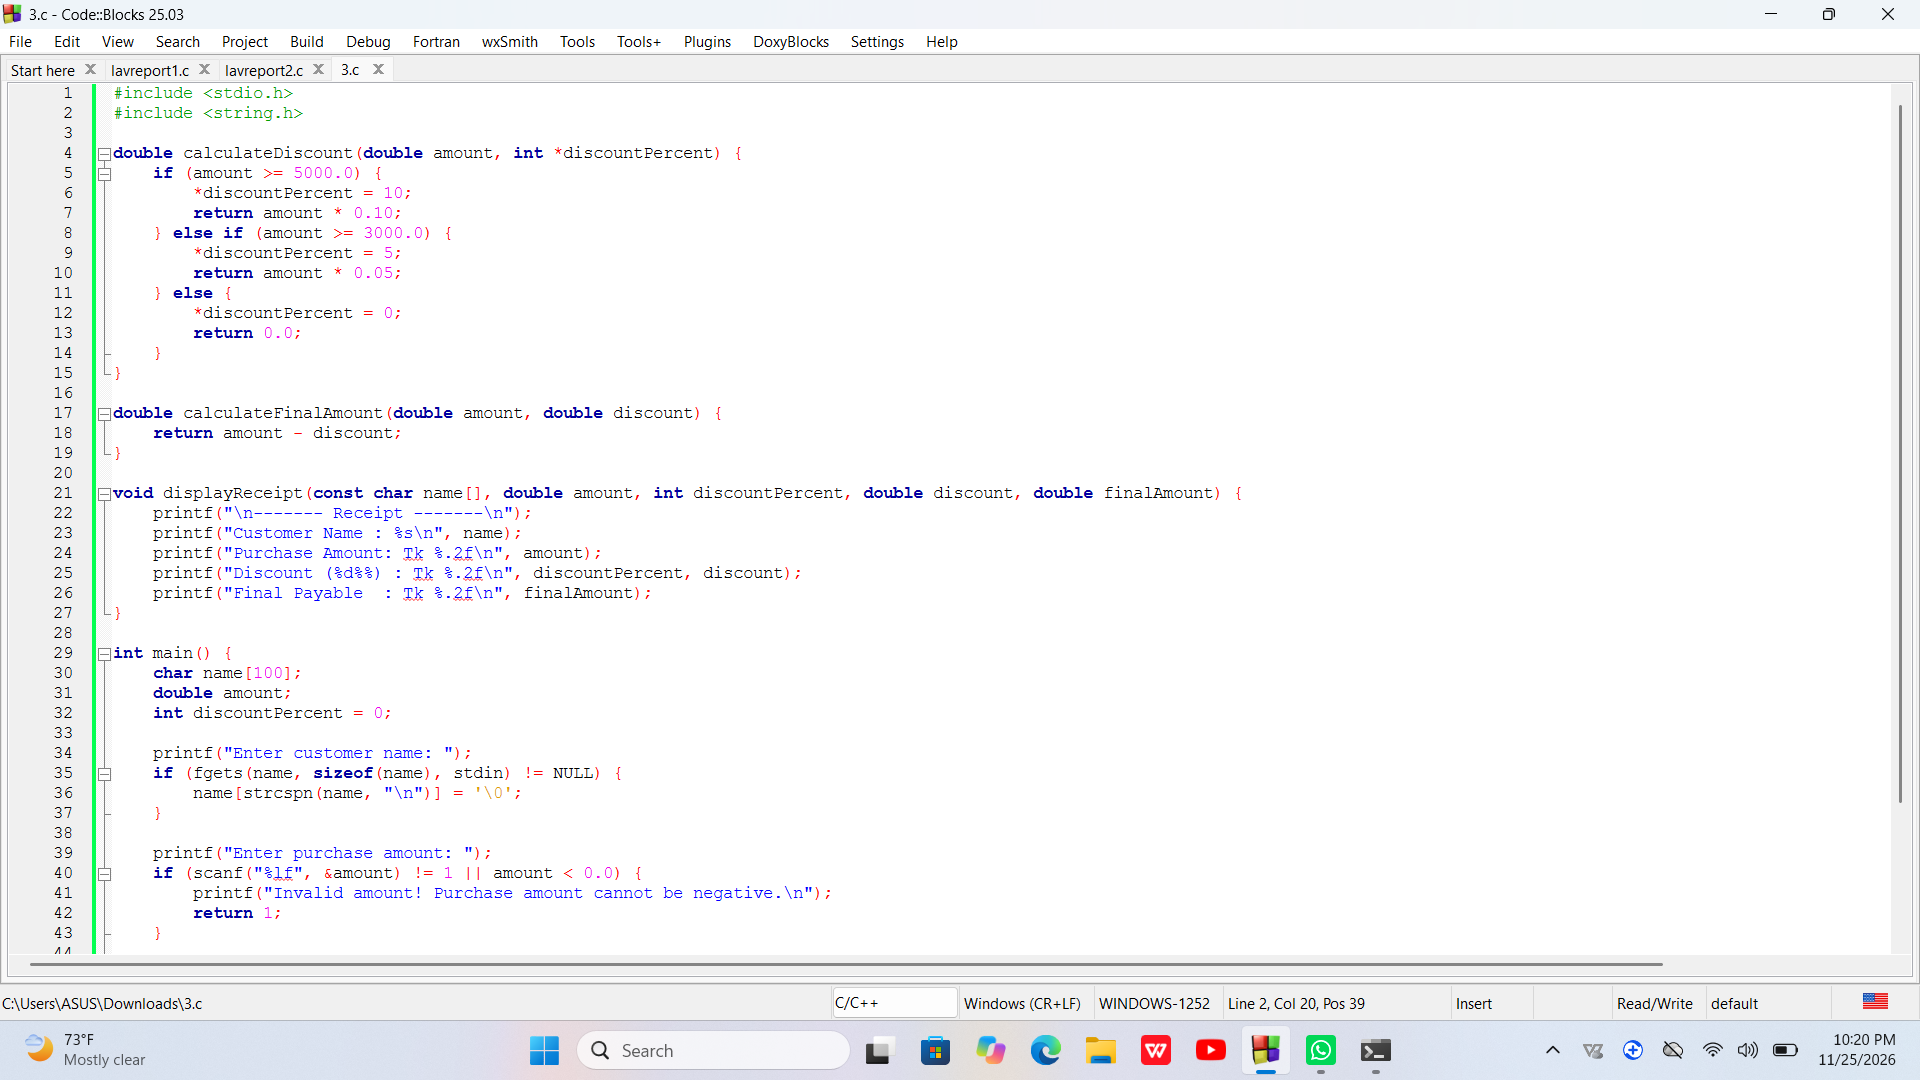 3.c - Code::Blocks 25.03
File Edit View Search Project Build Debug Fortran wxSmith Tools Tools+ Plugins DoxyBlocks Settings Help
Start here lavreport1.c lavreport2.c 3.c
1 #include <stdio.h>
2 #include <string.h>
3
4 double calculateDiscount(double amount, int *discountPercent) {
5     if (amount >= 5000.0) {
6         *discountPercent = 10;
7         return amount * 0.10;
8     } else if (amount >= 3000.0) {
9         *discountPercent = 5;
10         return amount * 0.05;
11     } else {
12         *discountPercent = 0;
13         return 0.0;
14     }
15 }
16
17 double calculateFinalAmount(double amount, double discount) {
18     return amount - discount;
19 }
20
21 void displayReceipt(const char name[], double amount, int discountPercent, double discount, double finalAmount) {
22     printf("\n------- Receipt -------\n");
23     printf("Customer Name : %s\n", name);
24     printf("Purchase Amount: Tk %.2f\n", amount);
25     printf("Discount (%d%%) : Tk %.2f\n", discountPercent, discount);
26     printf("Final Payable  : Tk %.2f\n", finalAmount);
27 }
28
29 int main() {
30     char name[100];
31     double amount;
32     int discountPercent = 0;
33
34     printf("Enter customer name: ");
35     if (fgets(name, sizeof(name), stdin) != NULL) {
36         name[strcspn(name, "\n")] = '\0';
37     }
38
39     printf("Enter purchase amount: ");
40     if (scanf("%lf", &amount) != 1 || amount < 0.0) {
41         printf("Invalid amount! Purchase amount cannot be negative.\n");
42         return 1;
43     }
44
C:\Users\ASUS\Downloads\3.c C/C++ Windows (CR+LF) WINDOWS-1252 Line 2, Col 20, Pos 39 Insert Read/Write default
73°F
Mostly clear
Search
10:20 PM
11/25/2026